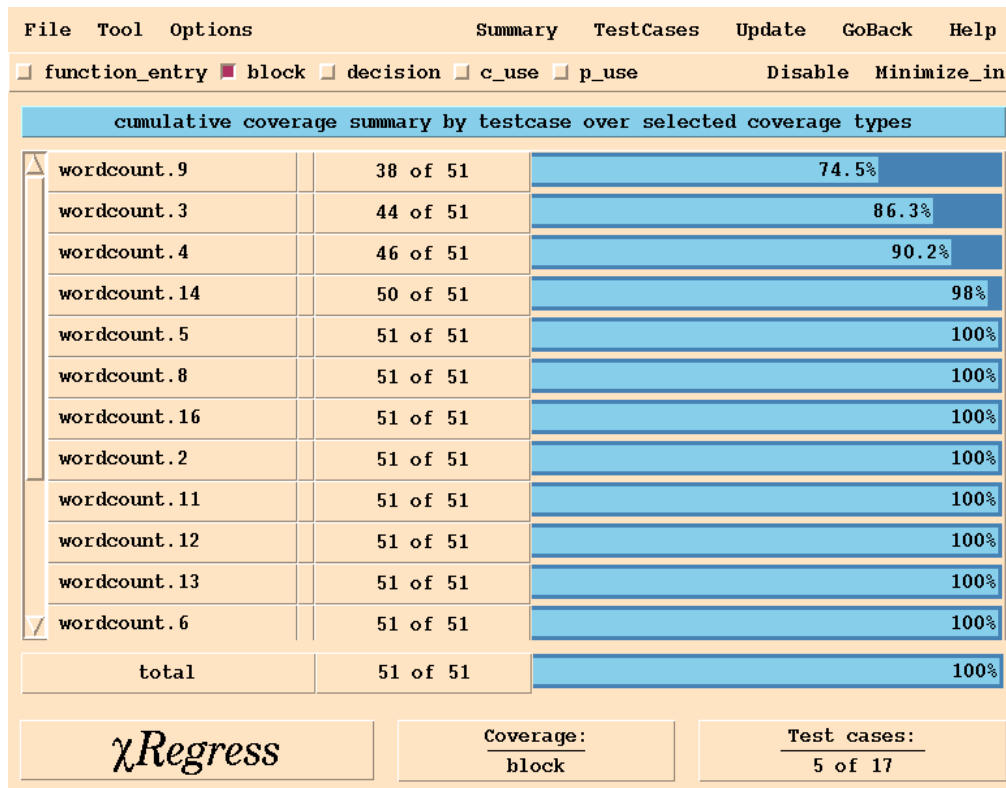 File Tool Options Summary TestCases Update GoBack Help
function_entry block decision c_use p_use Disable Minimize_in
cumulative coverage summary by testcase over selected coverage types
wordcount.9 38 of 51 74.5%
wordcount.3 44 of 51 86.3%
wordcount.4 46 of 51 90.2%
wordcount.14 50 of 51 98%
wordcount.5 51 of 51 100%
wordcount.8 51 of 51 100%
wordcount.16 51 of 51 100%
wordcount.2 51 of 51 100%
wordcount.11 51 of 51 100%
wordcount.12 51 of 51 100%
wordcount.13 51 of 51 100%
wordcount.6 51 of 51 100%
total 51 of 51 100%
χRegress Coverage: Test cases:
block 5 of 17